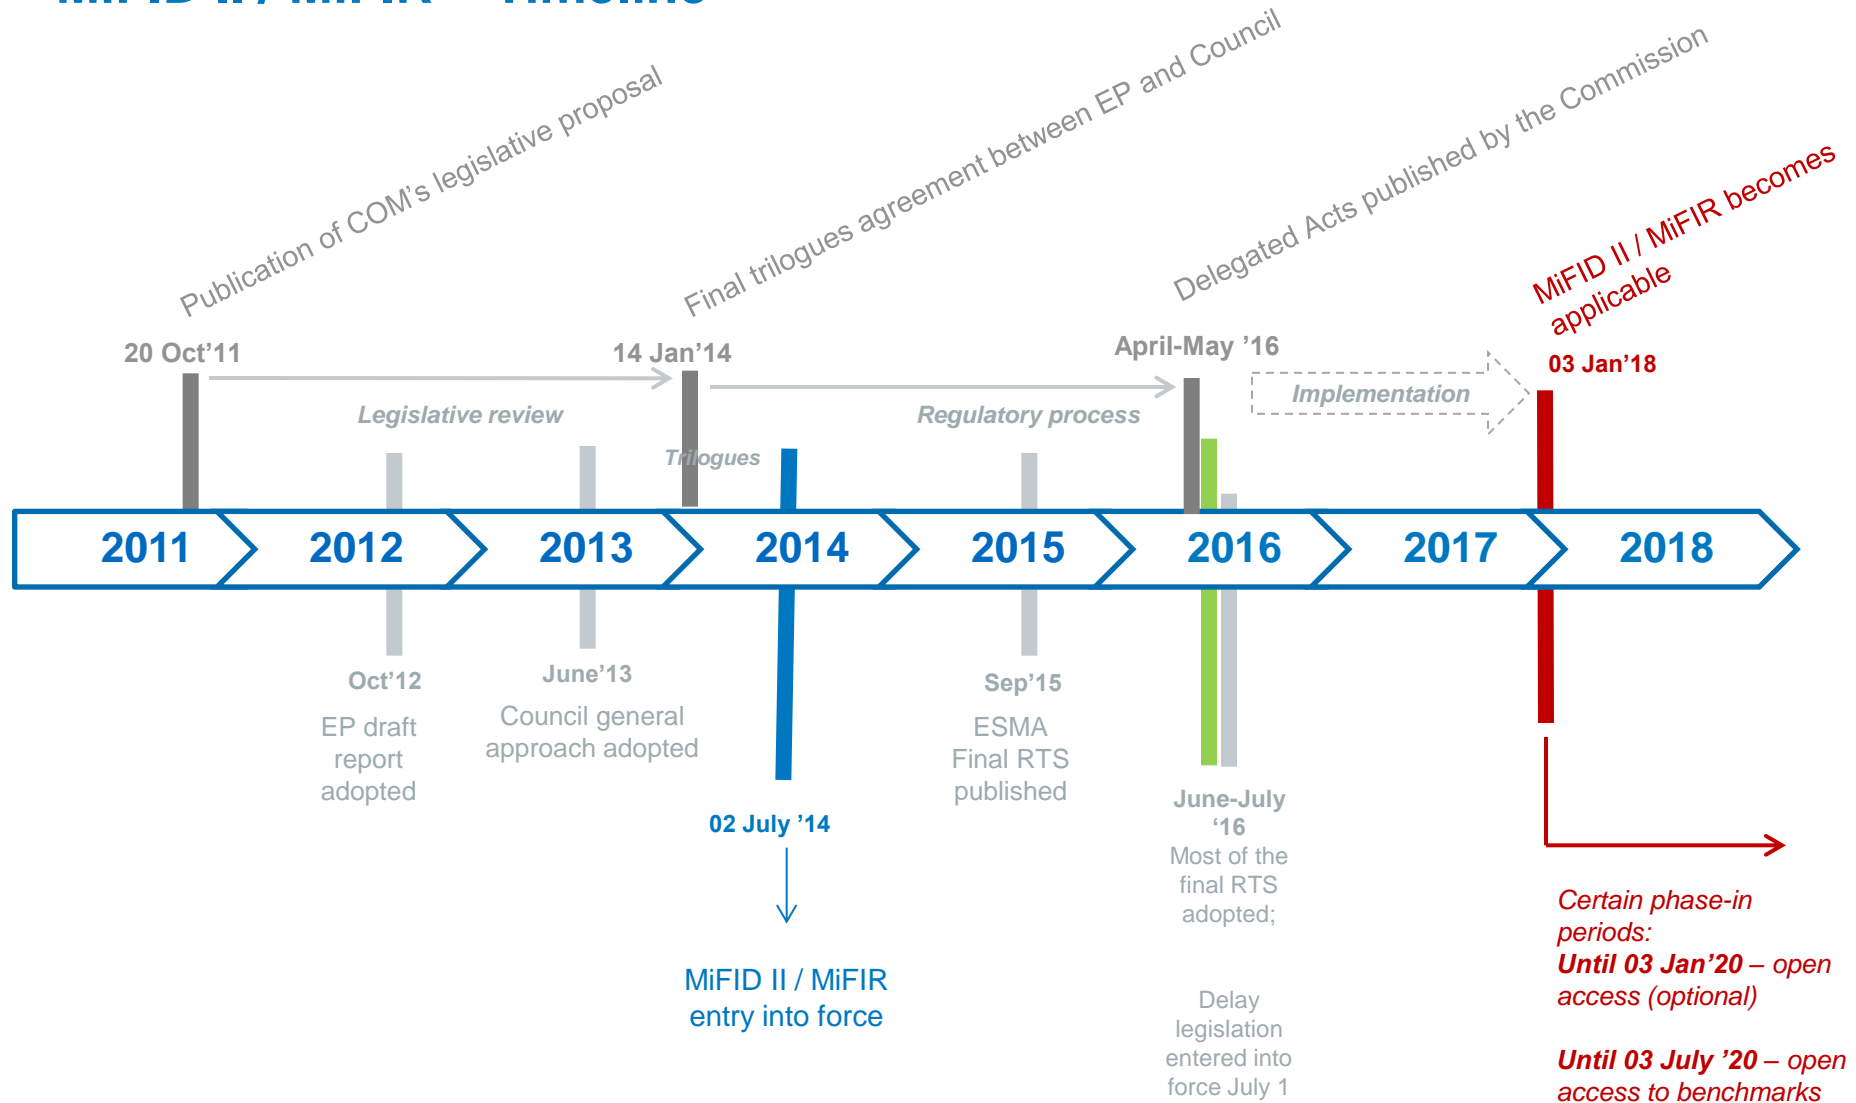 MiFID II / MiFIR – Timeline
Publication of COM’s legislative proposal
Final trilogues agreement between EP and Council
Delegated Acts published by the Commission
MiFID II / MiFIR becomes
applicable
20 Oct’11
14 Jan’14
April-May ’16
03 Jan’18
Legislative review
Regulatory process
Implementation
Trilogues
2011
2012
2013
2014
2015
2016
2017
2018
Oct’12
EP draft
report
adopted
June’13
Council general
approach adopted
02 July ’14
MiFID II / MiFIR
entry into force
Sep’15
ESMA
Final RTS
published
June-July
‘16
Most of the
final RTS
adopted;
Delay
legislation
entered into
force July 1
Certain phase-in
periods:
Until 03 Jan’20 – open
access (optional)
Until 03 July ’20 – open
access to benchmarks